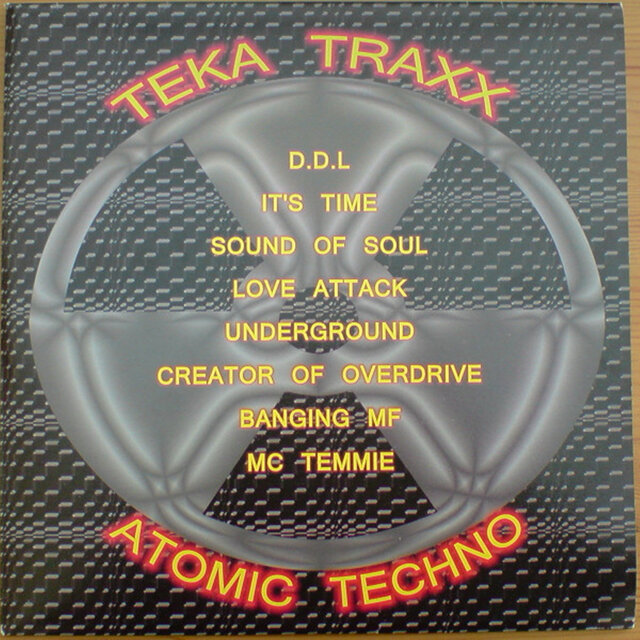 TEKA TRAXX
D.D.L
IT'S TIME
SOUND OF SOUL
LOVE ATTACK
UNDERGROUND
CREATOR OF OVERDRIVE
BANGING MF
MC TEMMIE
ATOMIC TECHNO